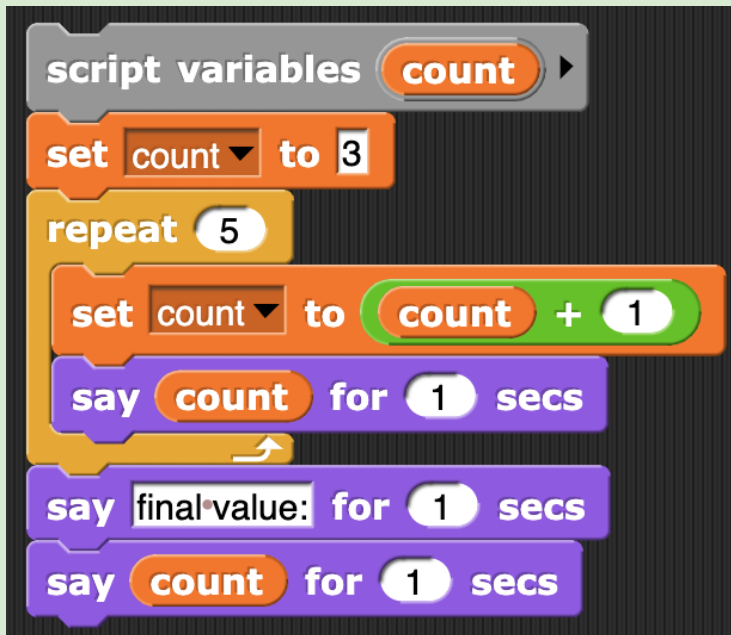 script variables count
set count to 3
repeat 5
set count to count + 1
say count for 1 secs
say final value: for 1 secs
say count for 1 secs